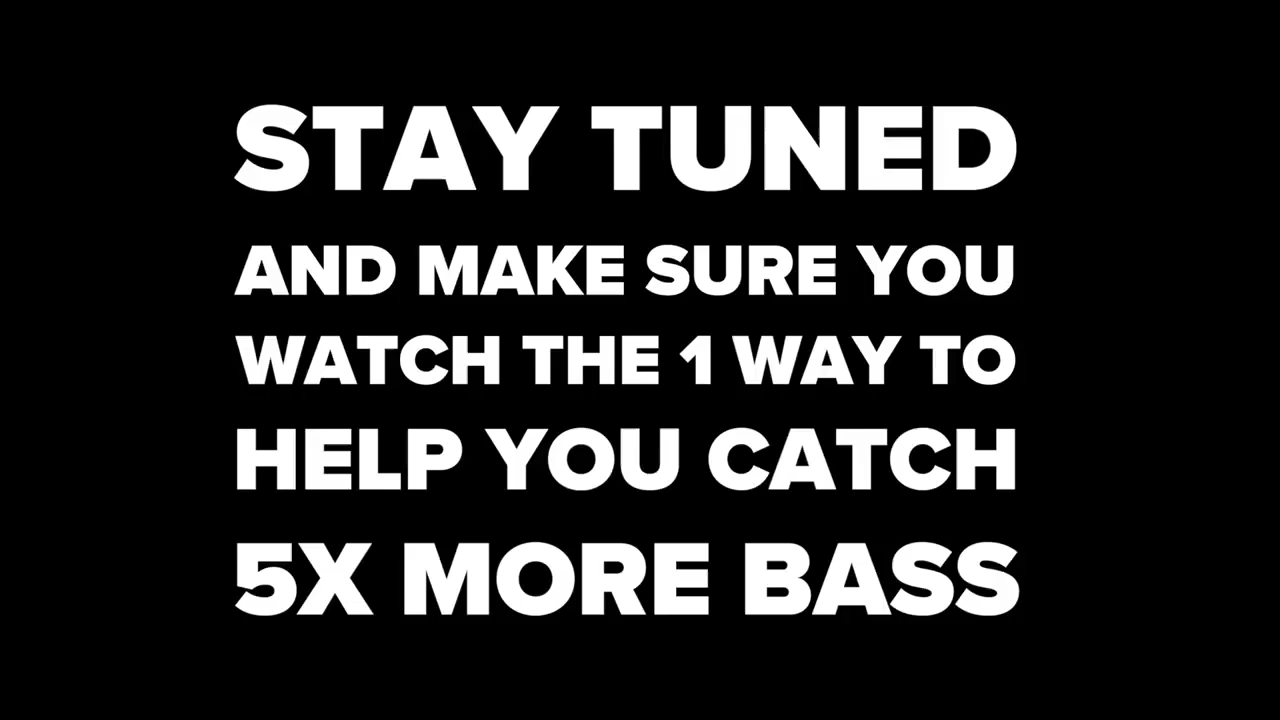 STAY TUNED
AND MAKE SURE YOU
WATCH THE 1 WAY TO
HELP YOU CATCH
5X MORE BASS